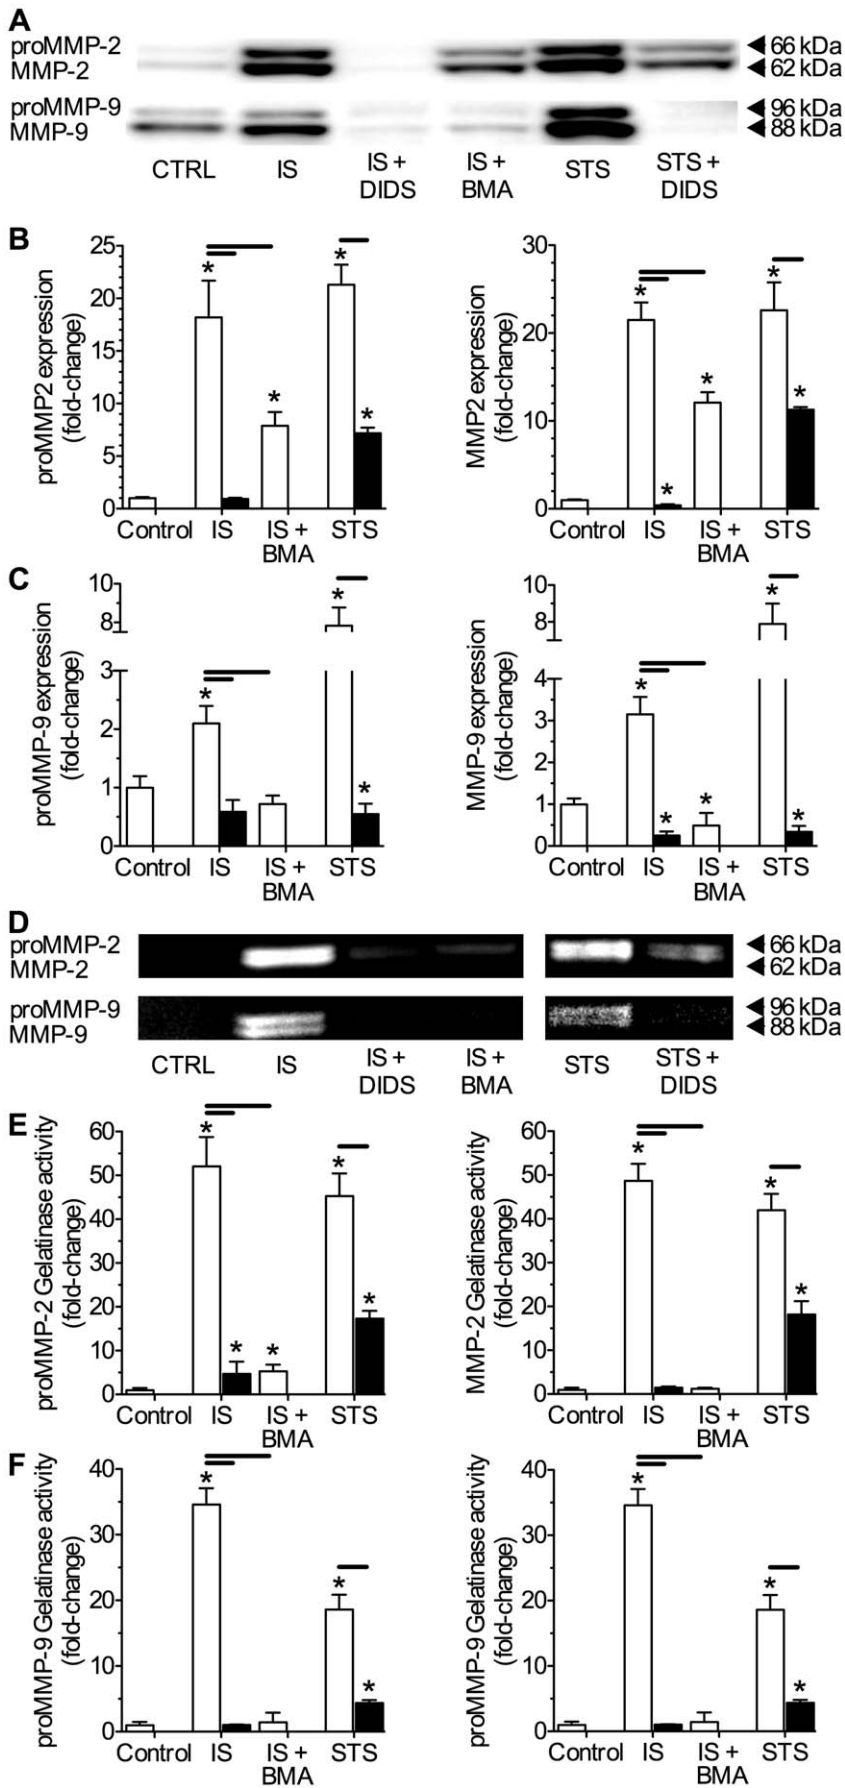 A
proMMP-2
MMP-2
◄ 66 kDa
◄ 62 kDa
proMMP-9
MMP-9
◄ 96 kDa
◄ 88 kDa
CTRL IS IS + DIDS IS + BMA STS STS + DIDS
B
proMMP2 expression
(fold-change)
25
20
15
10
5
0
* * * *
Control IS IS + BMA STS
MMP2 expression
(fold-change)
30
20
10
0
* * * * *
Control IS IS + BMA STS
C
proMMP-9 expression
(fold-change)
10
8
3
2
1
0
* * *
Control IS IS + BMA STS
MMP-9 expression
(fold-change)
10
8
4
3
2
1
0
* * * * *
Control IS IS + BMA STS
D
proMMP-2
MMP-2
◄ 66 kDa
◄ 62 kDa
proMMP-9
MMP-9
◄ 96 kDa
◄ 88 kDa
CTRL IS IS + DIDS IS + BMA STS STS + DIDS
E
proMMP-2 Gelatinase activity
(fold-change)
60
50
40
30
20
10
0
* * * * *
Control IS IS + BMA STS
MMP-2 Gelatinase activity
(fold-change)
60
50
40
30
20
10
0
* * *
Control IS IS + BMA STS
F
proMMP-9 Gelatinase activity
(fold-change)
40
30
20
10
0
* * *
Control IS IS + BMA STS
proMMP-9 Gelatinase activity
(fold-change)
40
30
20
10
0
* * *
Control IS IS + BMA STS